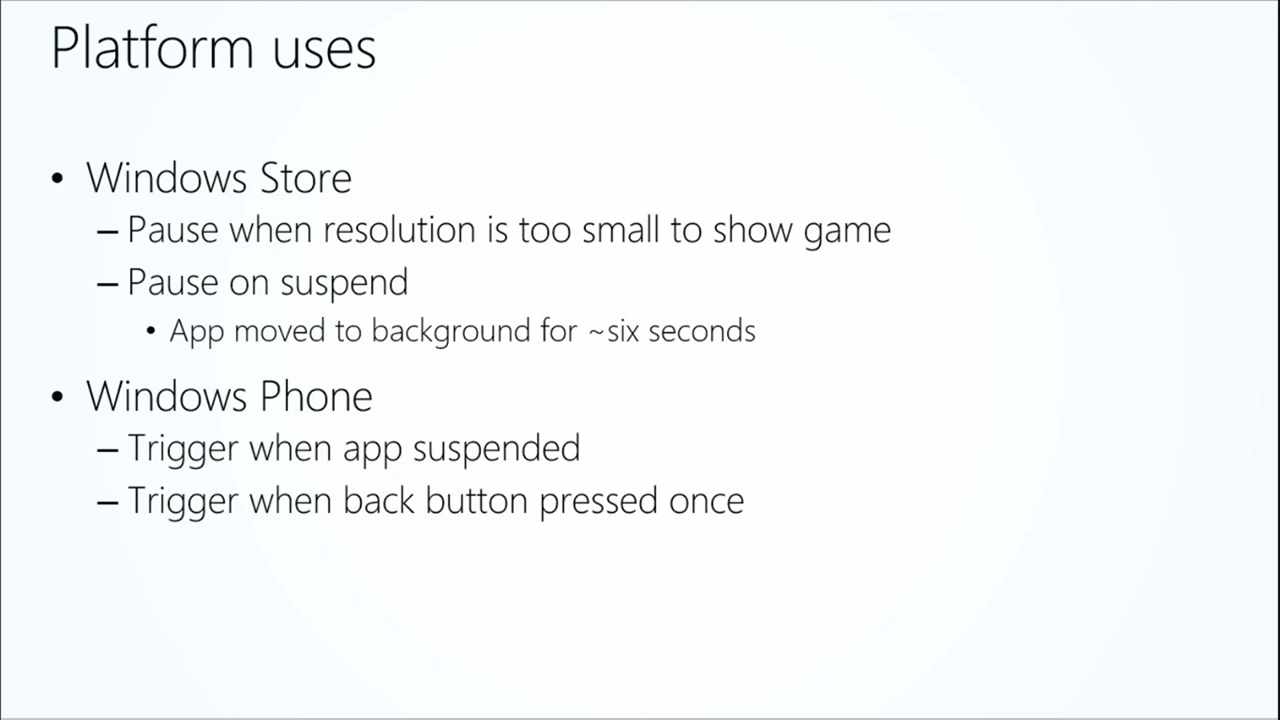 Platform uses
• Windows Store
– Pause when resolution is too small to show game
– Pause on suspend
• App moved to background for ~six seconds
• Windows Phone
– Trigger when app suspended
– Trigger when back button pressed once